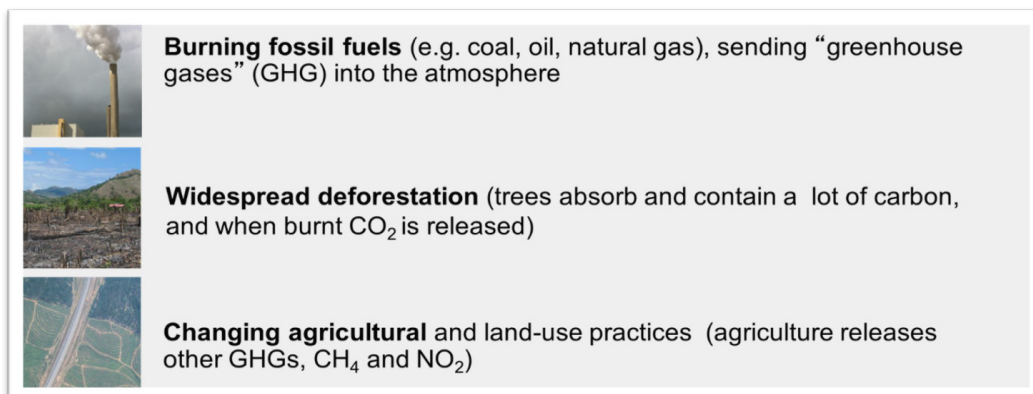 Burning fossil fuels (e.g. coal, oil, natural gas), sending “greenhouse
gases” (GHG) into the atmosphere
Widespread deforestation (trees absorb and contain a lot of carbon,
and when burnt CO₂ is released)
Changing agricultural and land-use practices (agriculture releases
other GHGs, CH₄ and NO₂)